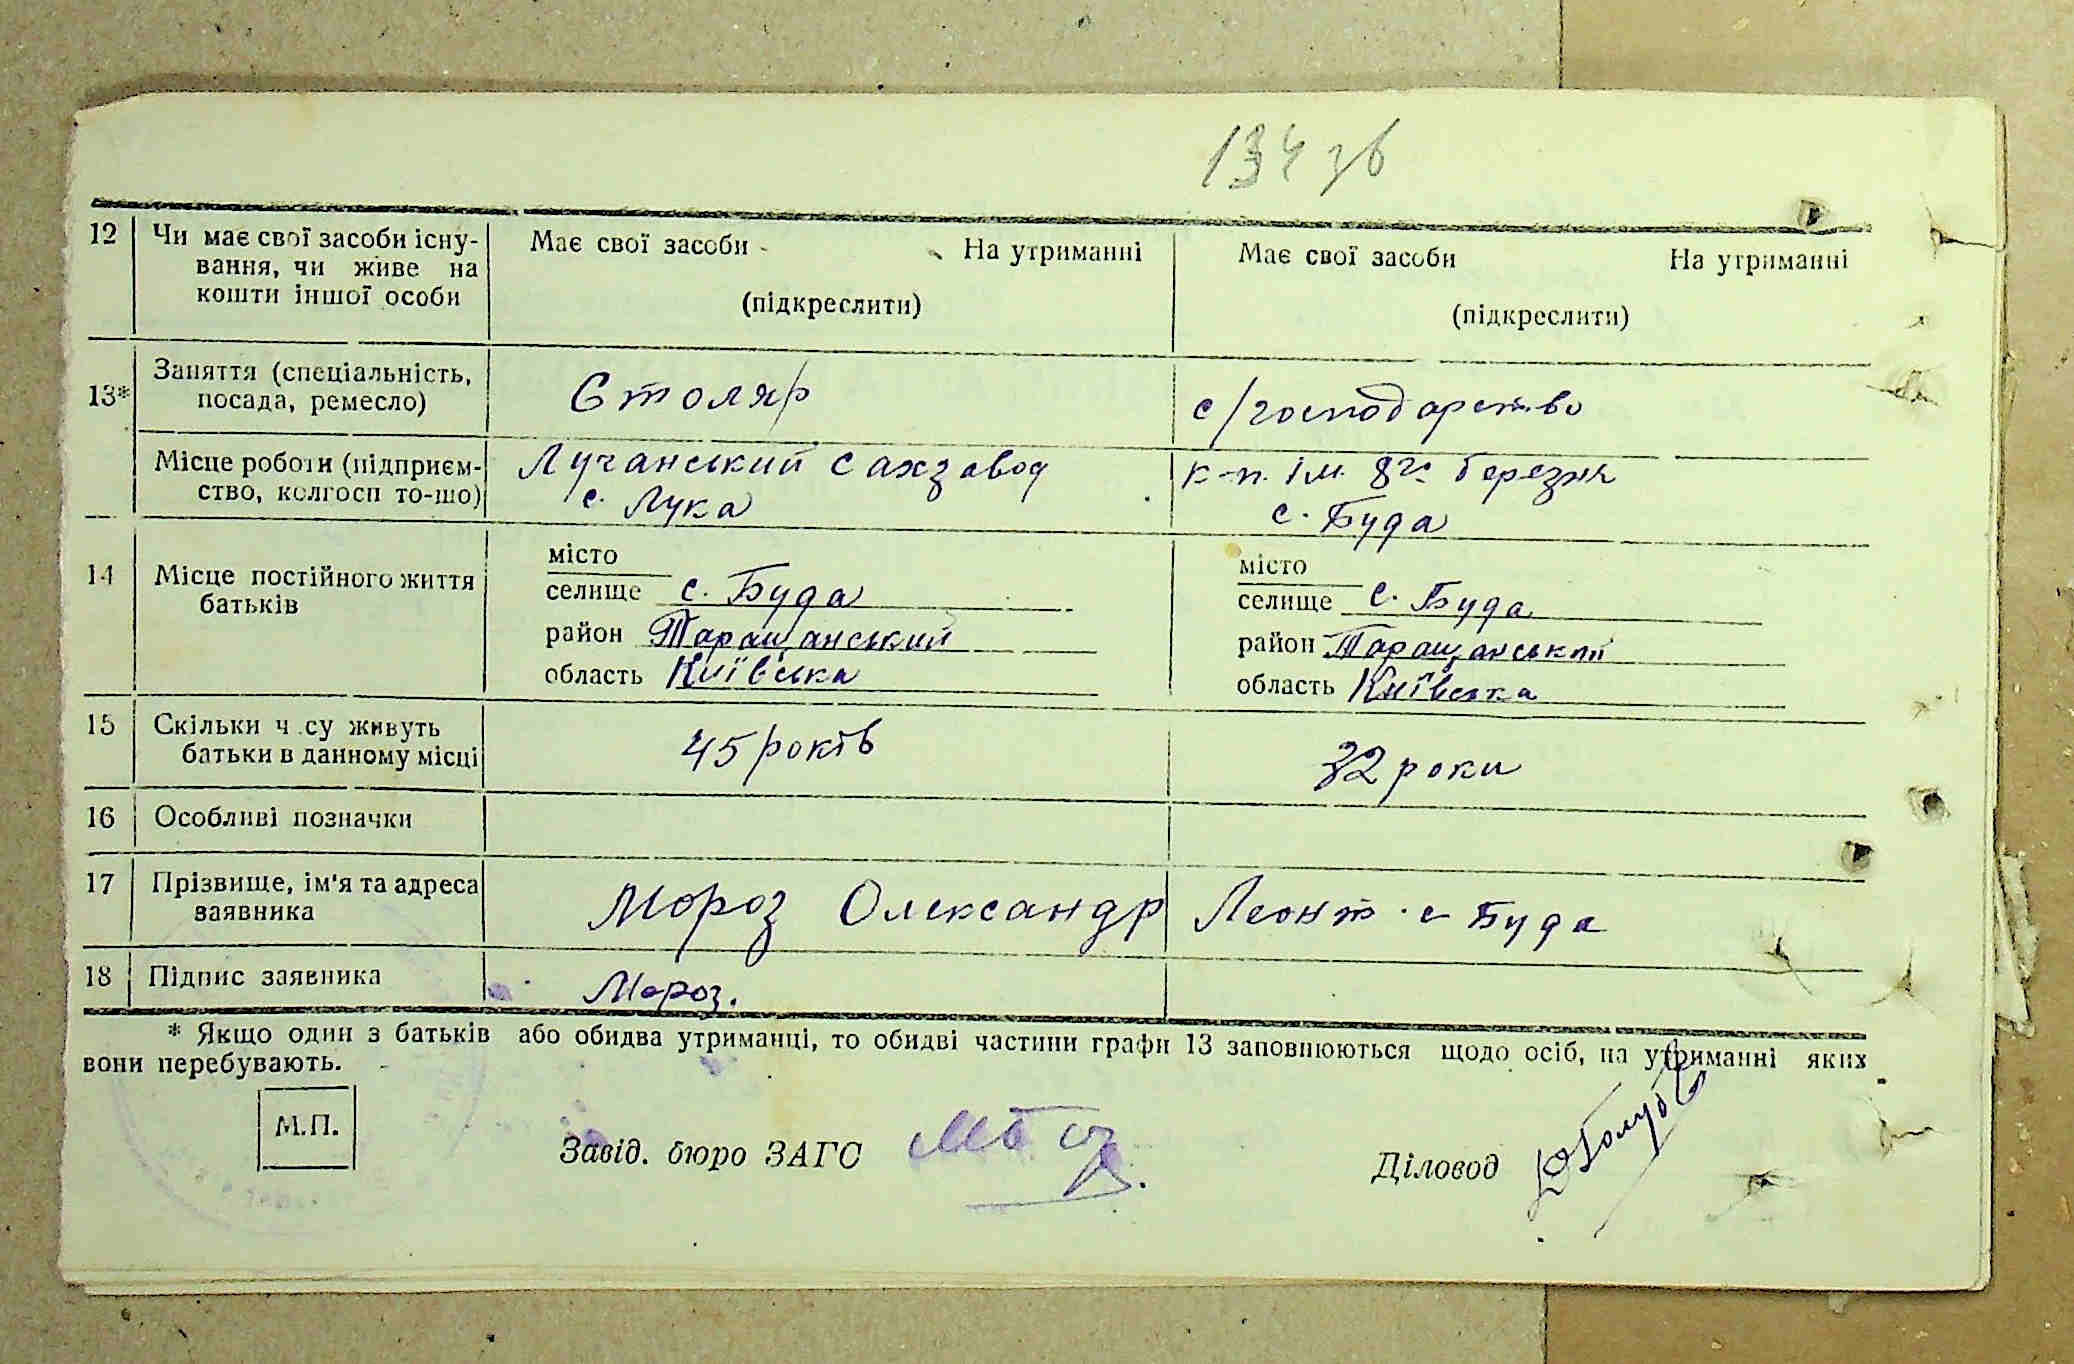 134 зв
12 Чи має свої засоби існу- Має свої засоби На утриманні Має свої засоби На утриманні
вання, чи живе на
кошти іншої особи (підкреслити) (підкреслити)
13* Заняття (спеціальність, Столяр с/господарство
посада, ремесло)
Місце роботи (підприєм- Лучанський сахзавод к-п. ім. 8го березня
ство, колгосп то-що) с. Лука с. Буда
14 Місце постійного життя місто місто
батьків селище с. Буда селище с. Буда
район Таращанський район Таращанський
область Київська область Київська
15 Скільки ч су живуть 45 років 32 роки
батьки в данному місці
16 Особливі позначки
17 Прізвище, ім'я та адреса Мороз Олександр Леонт. с Буда
заявника
18 Підпис заявника Мороз.
* Якщо один з батьків або обидва утриманці, то обидві частини графи 13 заповнюються щодо осіб, на утриманні яких
вони перебувають.
М.П.
Завід. бюро ЗАГС Діловод